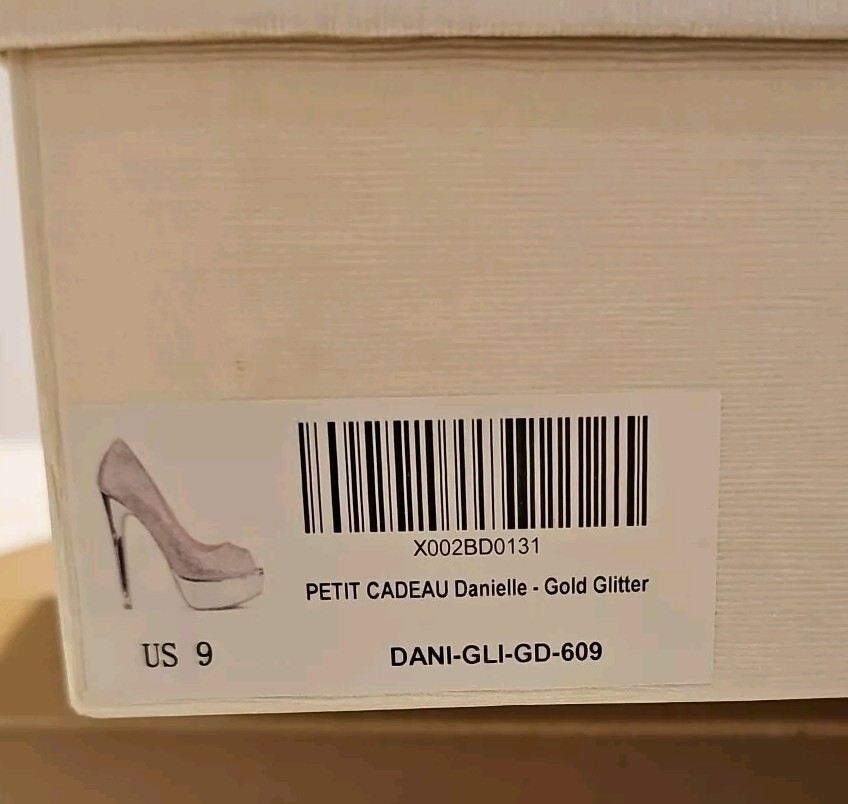 X002BD0131
PETIT CADEAU Danielle - Gold Glitter
US 9
DANI-GLI-GD-609